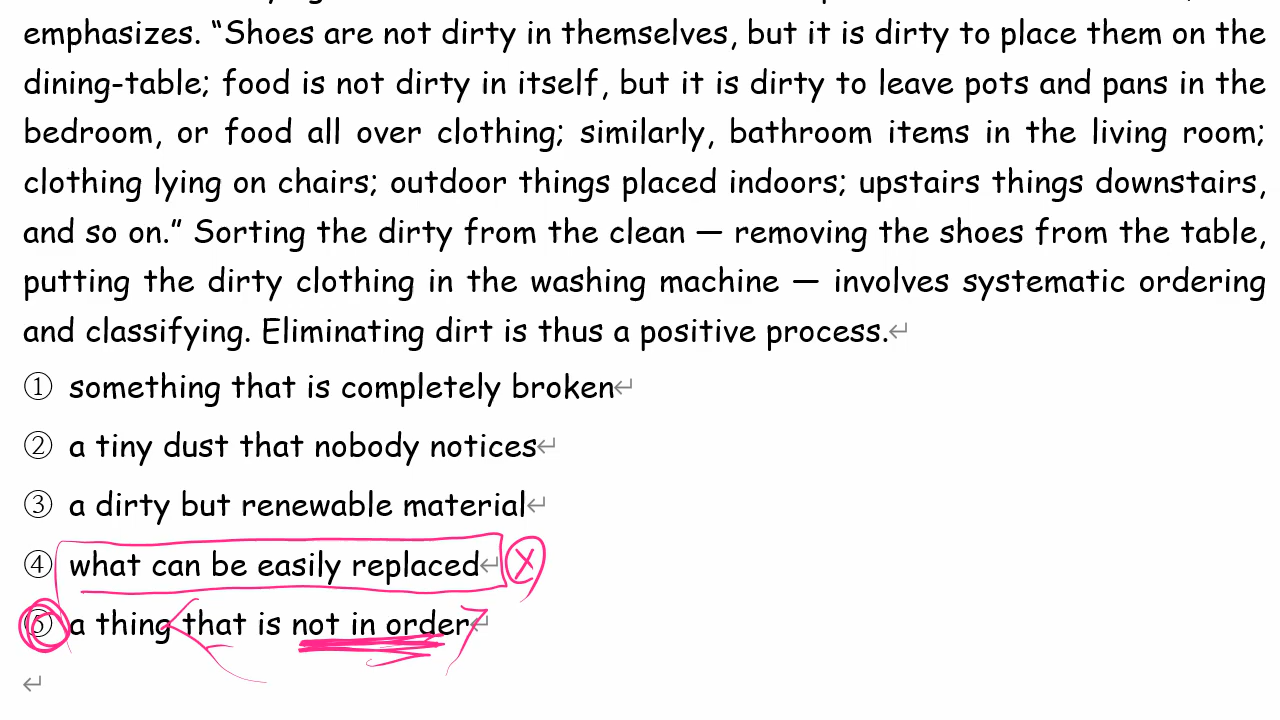 emphasizes. “Shoes are not dirty in themselves, but it is dirty to place them on the
dining-table; food is not dirty in itself, but it is dirty to leave pots and pans in the
bedroom, or food all over clothing; similarly, bathroom items in the living room;
clothing lying on chairs; outdoor things placed indoors; upstairs things downstairs,
and so on.” Sorting the dirty from the clean — removing the shoes from the table,
putting the dirty clothing in the washing machine — involves systematic ordering
and classifying. Eliminating dirt is thus a positive process.↵
① something that is completely broken↵
② a tiny dust that nobody notices↵
③ a dirty but renewable material↵
④ what can be easily replaced↵ X
⑤ a thing that is not in order↵
↵